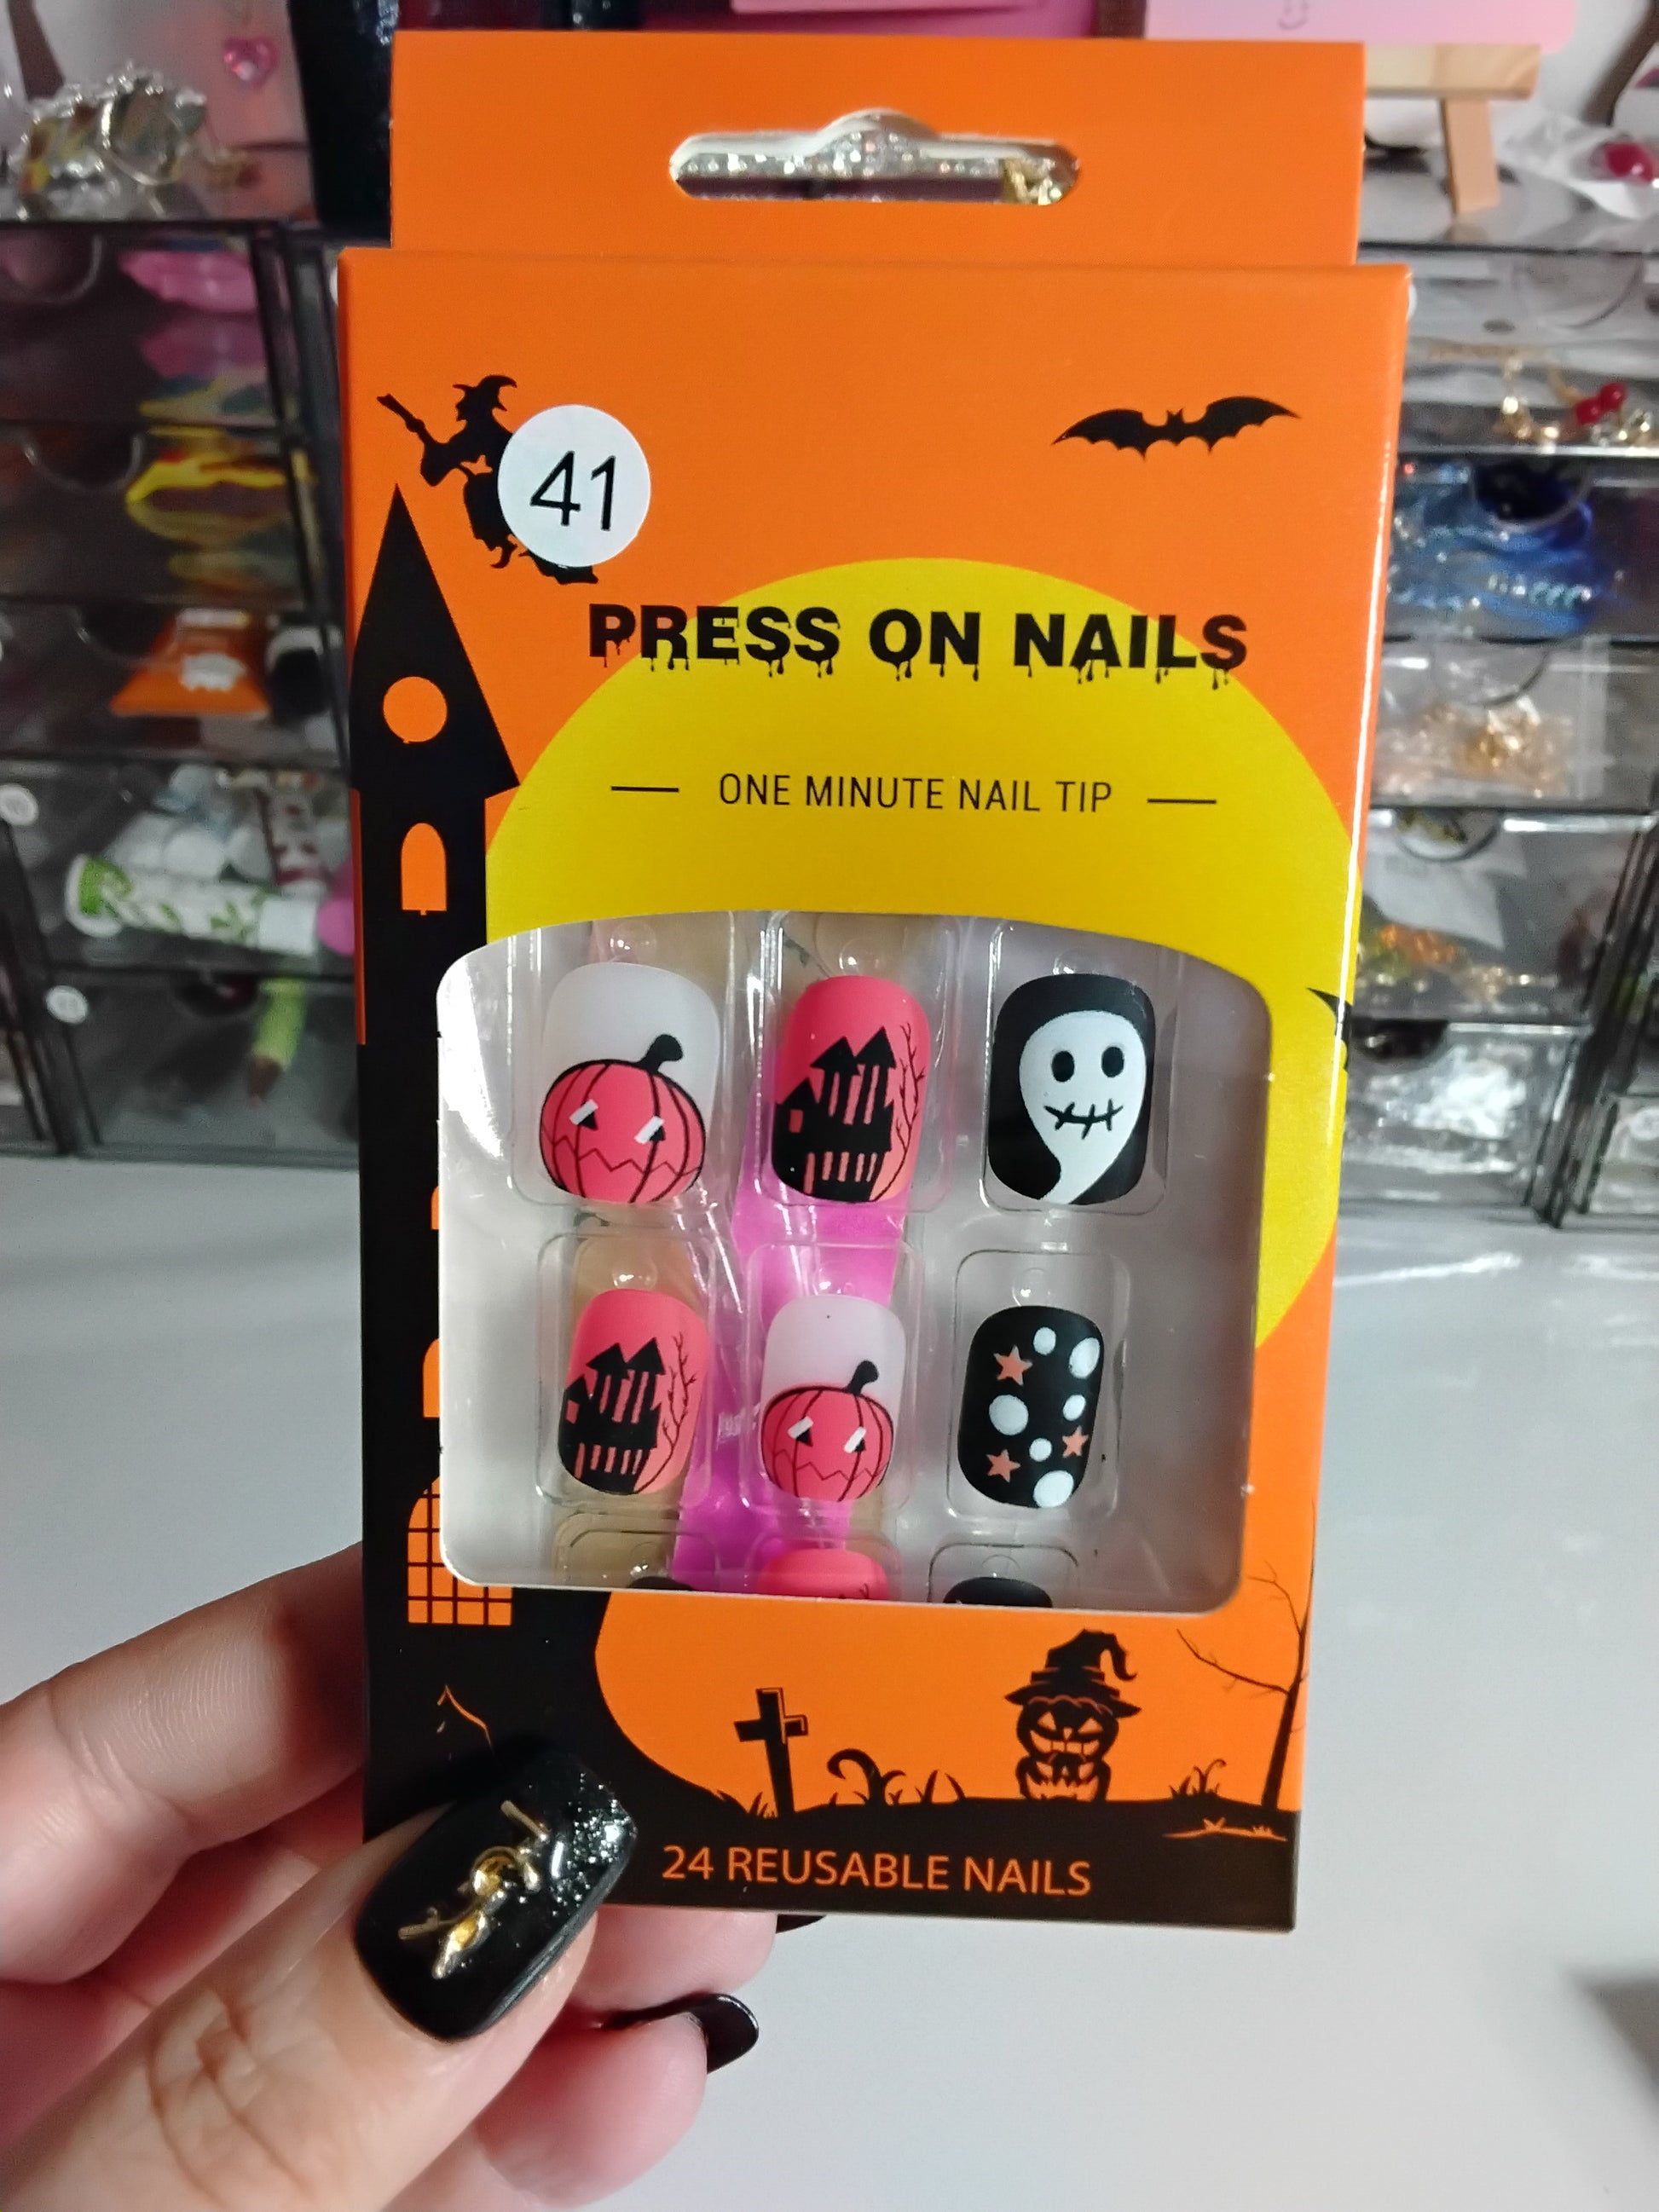 41
PRESS ON NAILS
ONE MINUTE NAIL TIP
24 REUSABLE NAILS